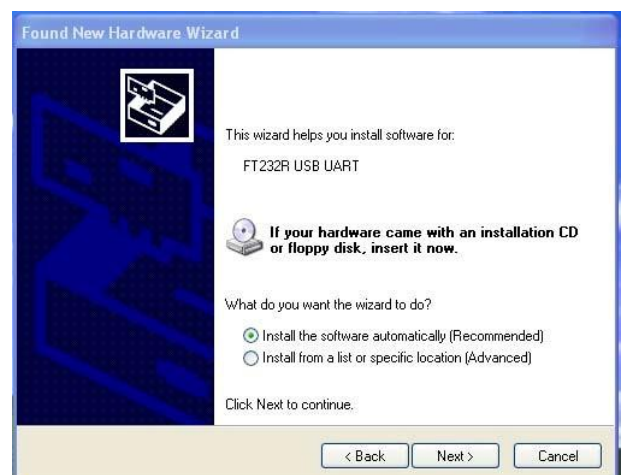 Found New Hardware Wizard
This wizard helps you install software for:
FT232R USB UART
If your hardware came with an installation CD
or floppy disk, insert it now.
What do you want the wizard to do?
Install the software automatically (Recommended)
Install from a list or specific location (Advanced)
Click Next to continue.
< Back Next > Cancel